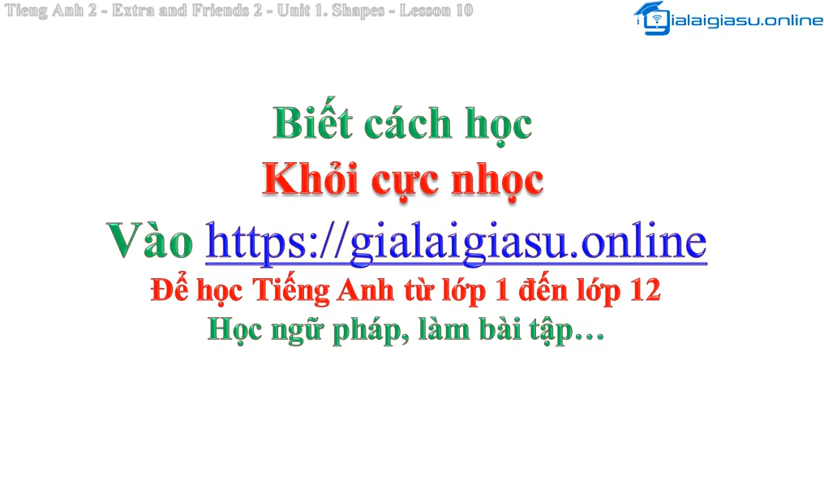 Tieng Anh 2 - Extra and Friends 2 - Unit 1. Shapes - Lesson 10
gialaigiasu.online
Biết cách học
Khỏi cực nhọc
Vào https://gialaigiasu.online
Để học Tiếng Anh từ lớp 1 đến lớp 12
Học ngữ pháp, làm bài tập…